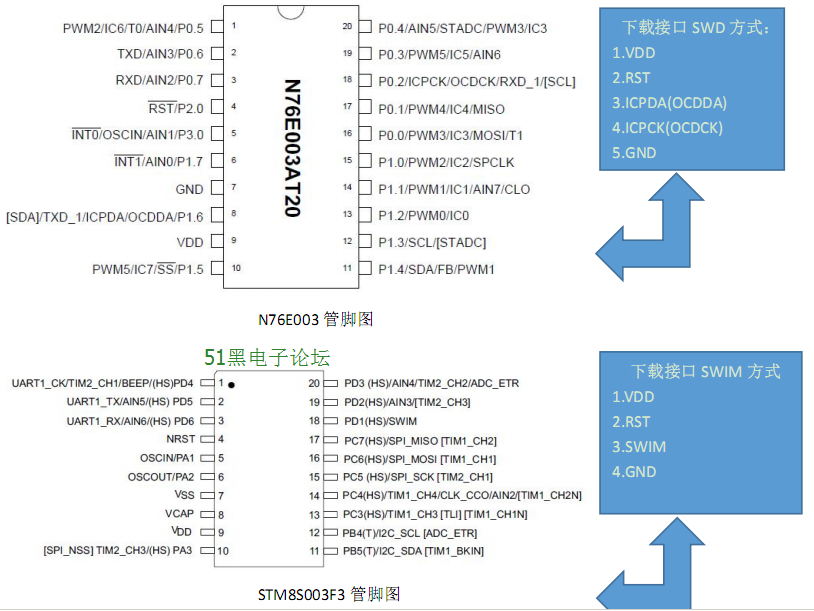 PWM2/IC6/T0/AIN4/P0.5 1 20 P0.4/AIN5/STADC/PWM3/IC3
TXD/AIN3/P0.6 2 19 P0.3/PWM5/IC5/AIN6
RXD/AIN2/P0.7 3 18 P0.2/ICPCK/OCDCK/RXD_1/[SCL]
RST/P2.0 4 17 P0.1/PWM4/IC4/MISO
INT0/OSCIN/AIN1/P3.0 5 16 P0.0/PWM3/IC3/MOSI/T1
INT1/AIN0/P1.7 6 15 P1.0/PWM2/IC2/SPCLK
GND 7 14 P1.1/PWM1/IC1/AIN7/CLO
[SDA]/TXD_1/ICPDA/OCDDA/P1.6 8 13 P1.2/PWM0/IC0
VDD 9 12 P1.3/SCL/[STADC]
PWM5/IC7/SS/P1.5 10 11 P1.4/SDA/FB/PWM1
N76E003AT20
下载接口 SWD 方式：
1.VDD
2.RST
3.ICPDA(OCDDA)
4.ICPCK(OCDCK)
5.GND
N76E003 管脚图
51黑电子论坛
UART1_CK/TIM2_CH1/BEEP/(HS)PD4 1 20 PD3 (HS)/AIN4/TIM2_CH2/ADC_ETR
UART1_TX/AIN5/(HS) PD5 2 19 PD2(HS)/AIN3/[TIM2_CH3]
UART1_RX/AIN6/(HS) PD6 3 18 PD1(HS)/SWIM
NRST 4 17 PC7(HS)/SPI_MISO [TIM1_CH2]
OSCIN/PA1 5 16 PC6(HS)/SPI_MOSI [TIM1_CH1]
OSCOUT/PA2 6 15 PC5 (HS)/SPI_SCK [TIM2_CH1]
VSS 7 14 PC4(HS)/TIM1_CH4/CLK_CCO/AIN2/[TIM1_CH2N]
VCAP 8 13 PC3(HS)/TIM1_CH3 [TLI] [TIM1_CH1N]
VDD 9 12 PB4(T)/I2C_SCL [ADC_ETR]
[SPI_NSS] TIM2_CH3/(HS) PA3 10 11 PB5(T)/I2C_SDA [TIM1_BKIN]
下载接口 SWIM 方式
1.VDD
2.RST
3.SWIM
4.GND
STM8S003F3 管脚图